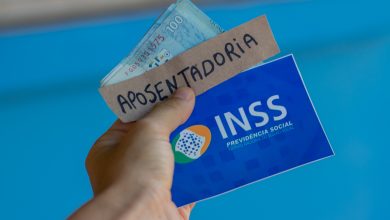 100
APOSENTADORIA
INSS
PREVIDÊNCIA SOCIAL